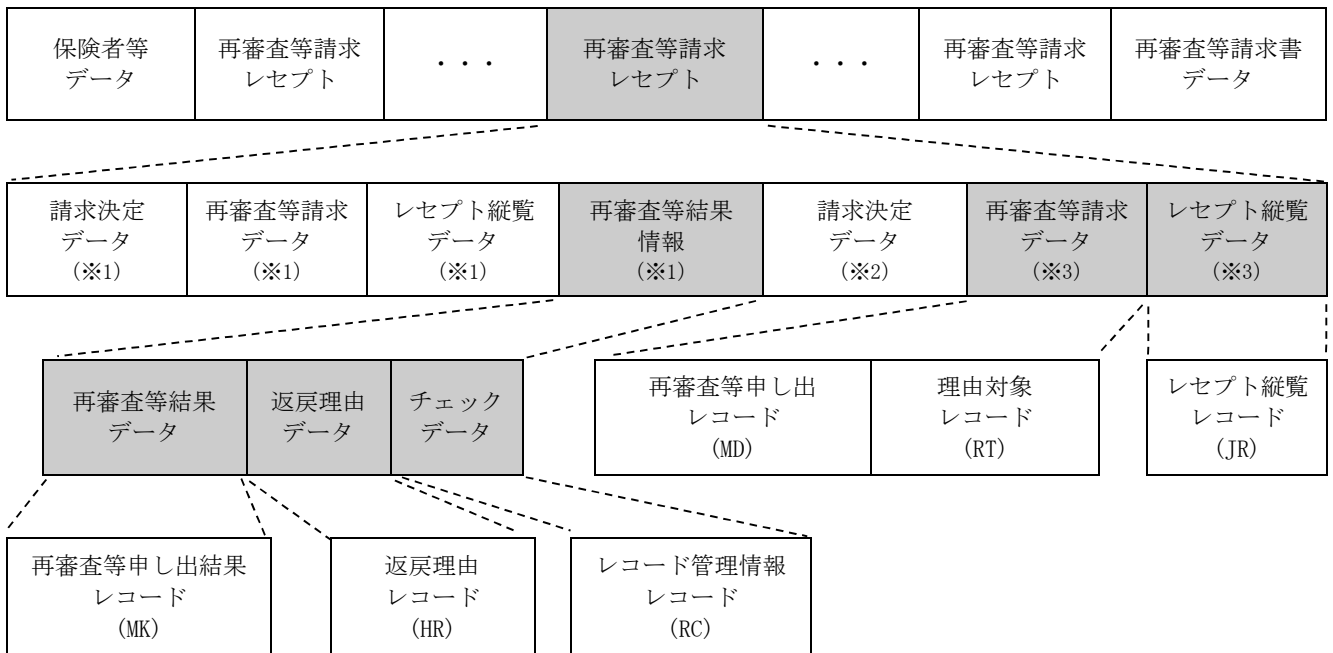 保険者等
データ
再審査等請求
レセプト
・・・
再審査等請求
レセプト
・・・
再審査等請求
レセプト
再審査等請求書
データ
請求決定
データ
(※1)
再審査等請求
データ
(※1)
レセプト縦覧
データ
(※1)
再審査等結果
情報
(※1)
請求決定
データ
(※2)
再審査等請求
データ
(※3)
レセプト縦覧
データ
(※3)
再審査等結果
データ
返戻理由
データ
チェック
データ
再審査等申し出
レコード
(MD)
理由対象
レコード
(RT)
レセプト縦覧
レコード
(JR)
再審査等申し出結果
レコード
(MK)
返戻理由
レコード
(HR)
レコード管理情報
レコード
(RC)